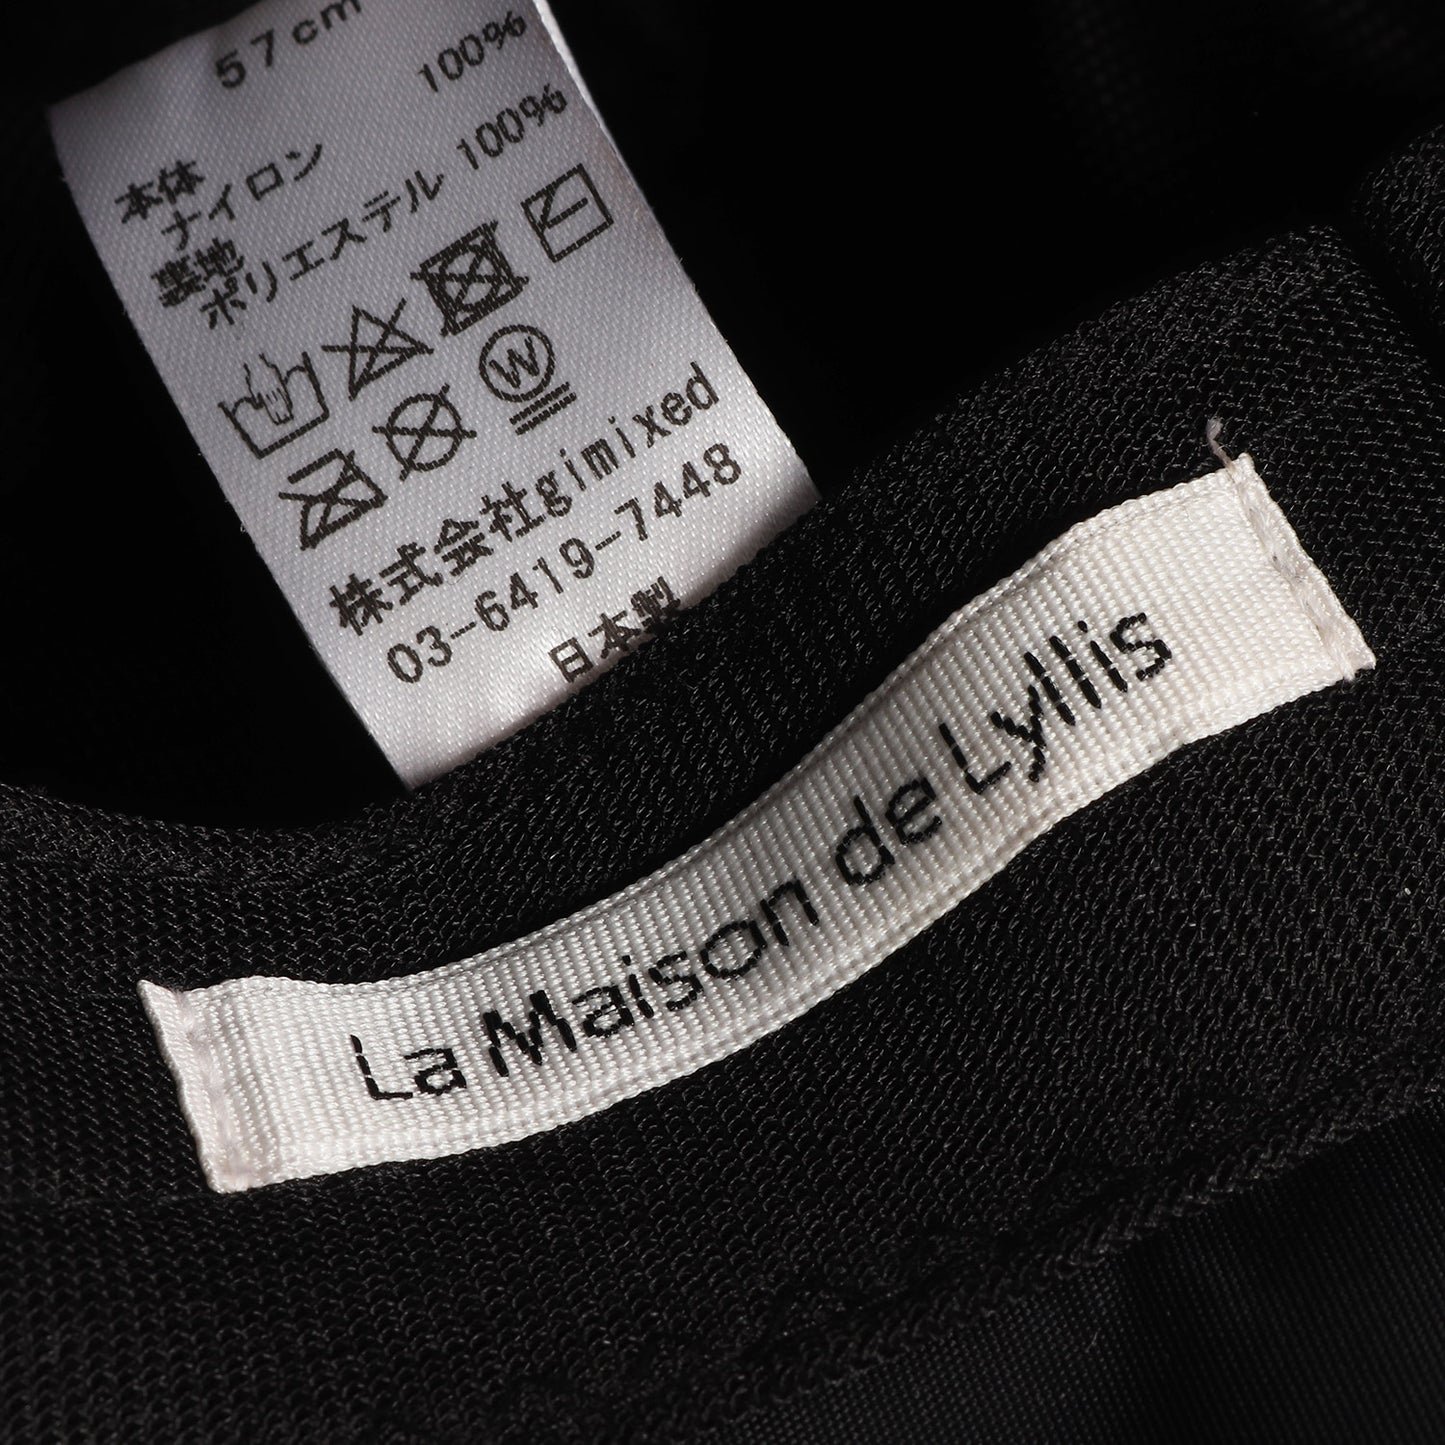 57cm
本体
ナイロン 100%
裏地
ポリエステル 100%
W
株式会社gimixed
03-6419-7448
日本製
La Maison de Lyllis